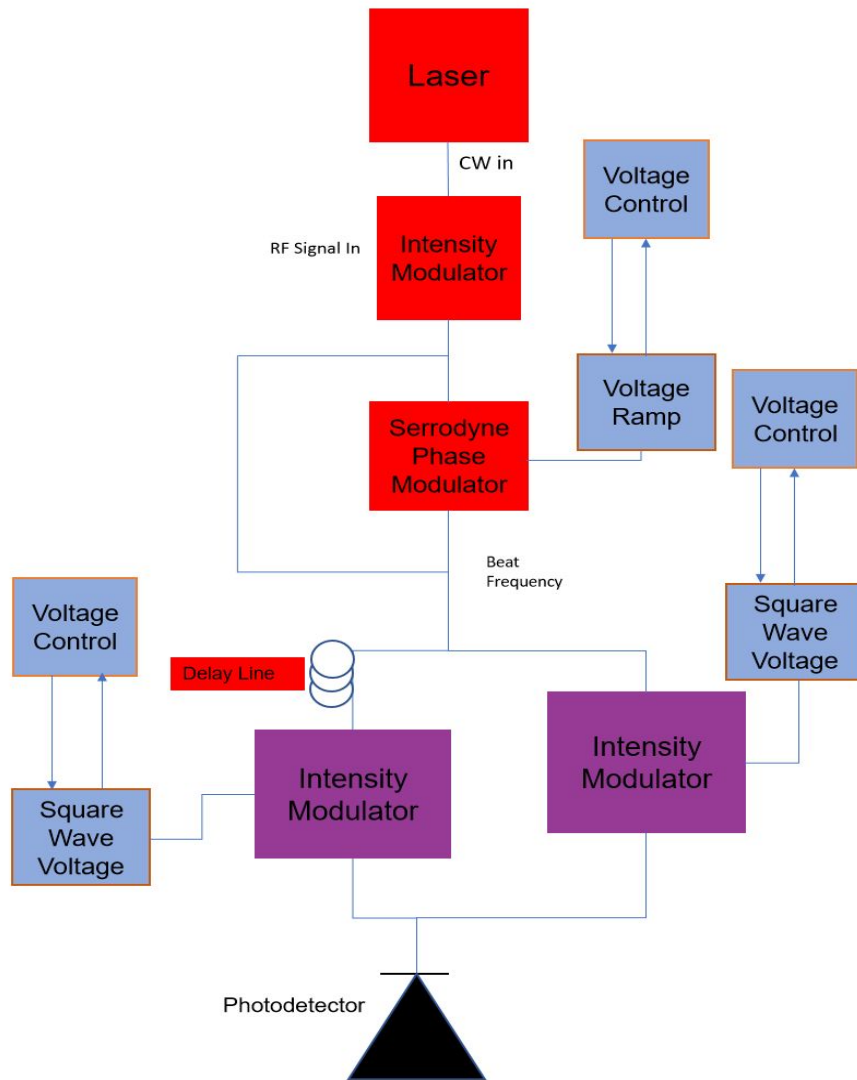 Laser
CW in
Voltage
Control
RF Signal In
Intensity
Modulator
Voltage
Ramp
Voltage
Control
Serrodyne
Phase
Modulator
Beat
Frequency
Voltage
Control
Square
Wave
Voltage
Delay Line
Intensity
Modulator
Intensity
Modulator
Square
Wave
Voltage
Photodetector